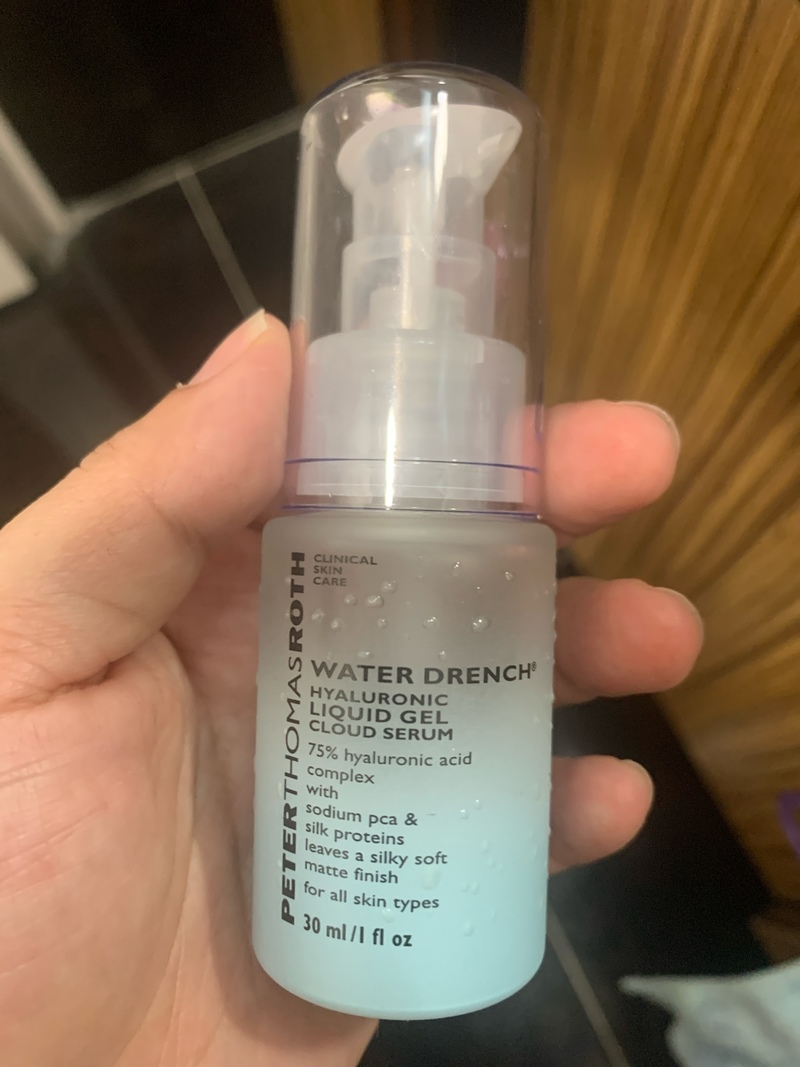 PETERTHOMASROTH
CLINICAL
SKIN
CARE
WATER DRENCH®
HYALURONIC
LIQUID GEL
CLOUD SERUM
75% hyaluronic acid
complex
with
sodium pca &
silk proteins
leaves a silky soft
matte finish
for all skin types
30 ml/1 fl oz